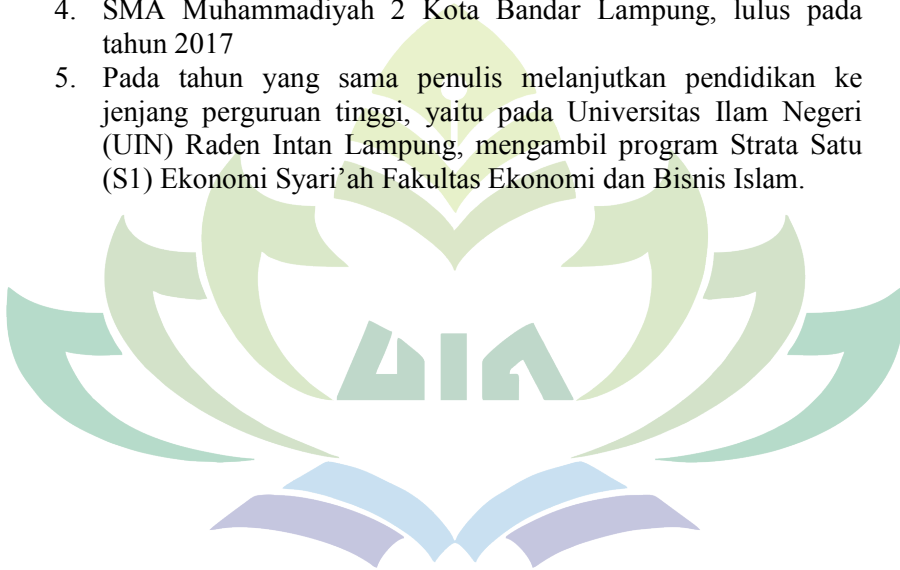 4. SMA Muhammadiyah 2 Kota Bandar Lampung, lulus pada
tahun 2017
5. Pada tahun yang sama penulis melanjutkan pendidikan ke
jenjang perguruan tinggi, yaitu pada Universitas Ilam Negeri
(UIN) Raden Intan Lampung, mengambil program Strata Satu
(S1) Ekonomi Syari’ah Fakultas Ekonomi dan Bisnis Islam.
UIN